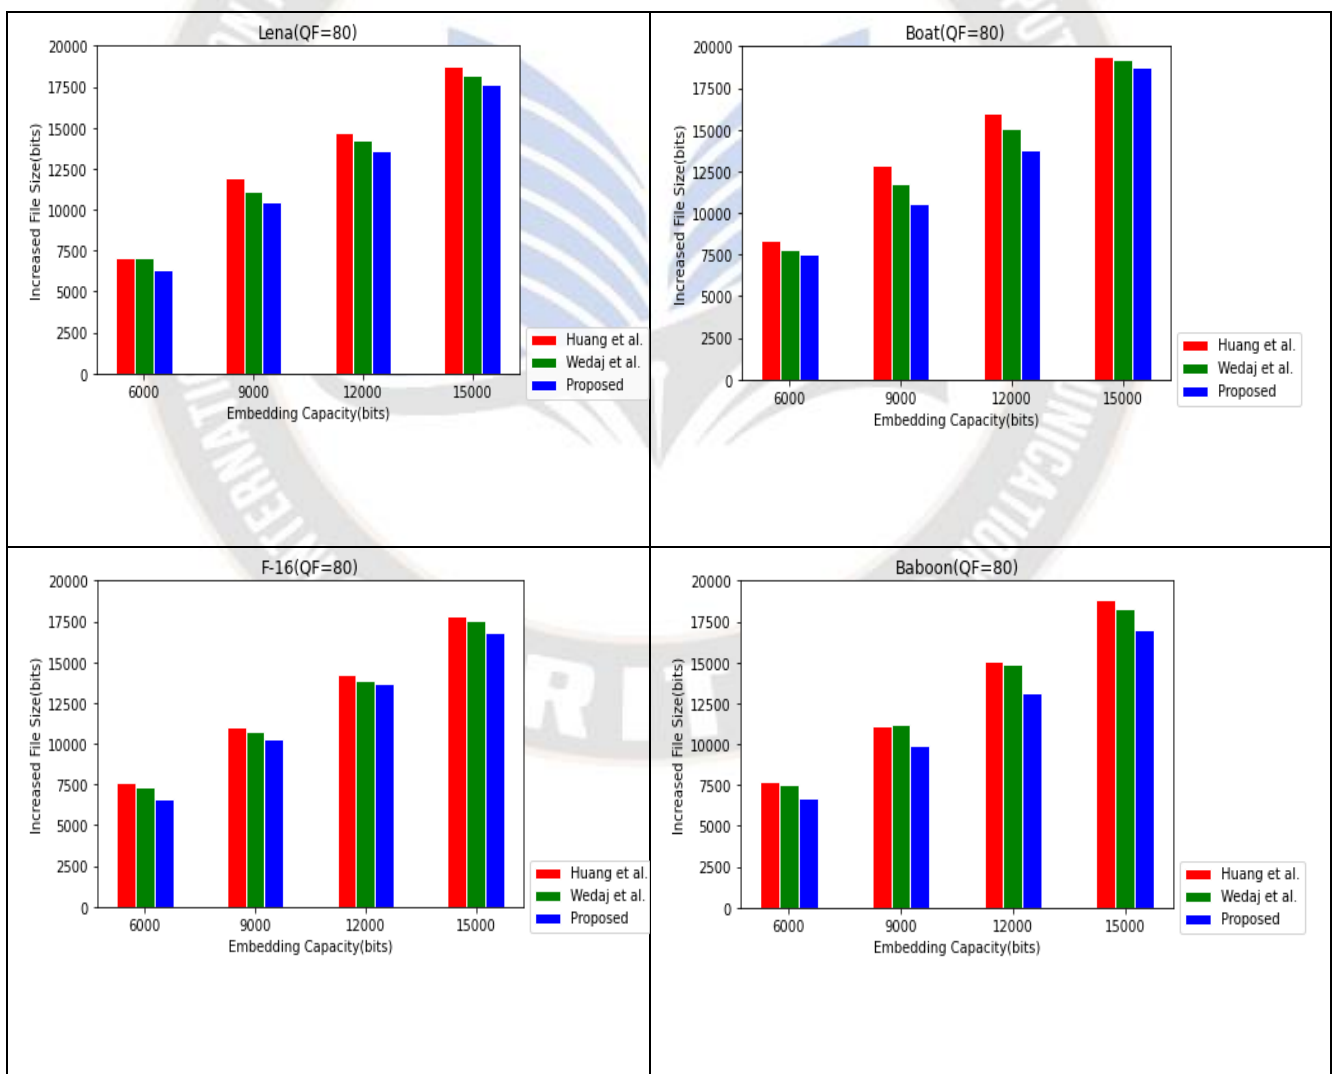 Lena(QF=80)
20000
17500
15000
12500
10000
7500
5000
2500
0
Increased File Size(bits)
6000 9000 12000 15000
Embedding Capacity(bits)
Huang et al.
Wedaj et al.
Proposed
Boat(QF=80)
20000
17500
15000
12500
10000
7500
5000
2500
0
Increased File Size(bits)
6000 9000 12000 15000
Embedding Capacity(bits)
Huang et al.
Wedaj et al.
Proposed
F-16(QF=80)
20000
17500
15000
12500
10000
7500
5000
2500
0
Increased File Size(bits)
6000 9000 12000 15000
Embedding Capacity(bits)
Huang et al.
Wedaj et al.
Proposed
Baboon(QF=80)
20000
17500
15000
12500
10000
7500
5000
2500
0
Increased File Size(bits)
6000 9000 12000 15000
Embedding Capacity(bits)
Huang et al.
Wedaj et al.
Proposed